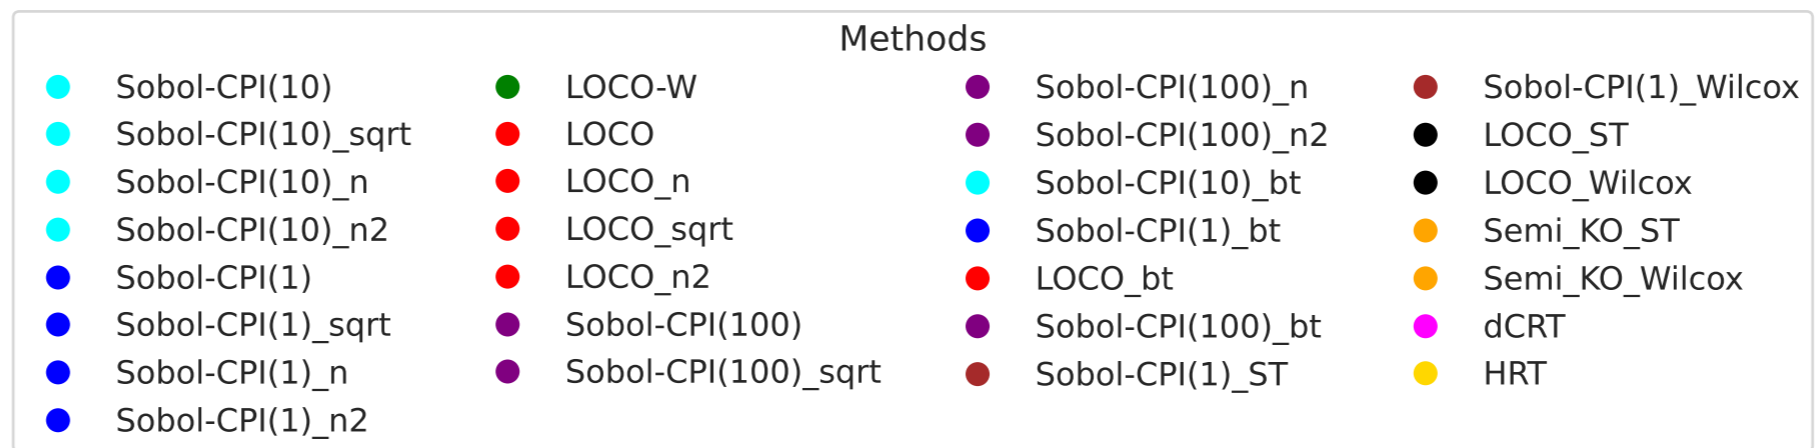 Methods
Sobol-CPI(10)
Sobol-CPI(10)_sqrt
Sobol-CPI(10)_n
Sobol-CPI(10)_n2
Sobol-CPI(1)
Sobol-CPI(1)_sqrt
Sobol-CPI(1)_n
Sobol-CPI(1)_n2
LOCO-W
LOCO
LOCO_n
LOCO_sqrt
LOCO_n2
Sobol-CPI(100)
Sobol-CPI(100)_sqrt
Sobol-CPI(100)_n
Sobol-CPI(100)_n2
Sobol-CPI(10)_bt
Sobol-CPI(1)_bt
LOCO_bt
Sobol-CPI(100)_bt
Sobol-CPI(1)_ST
Sobol-CPI(1)_Wilcox
LOCO_ST
LOCO_Wilcox
Semi_KO_ST
Semi_KO_Wilcox
dCRT
HRT